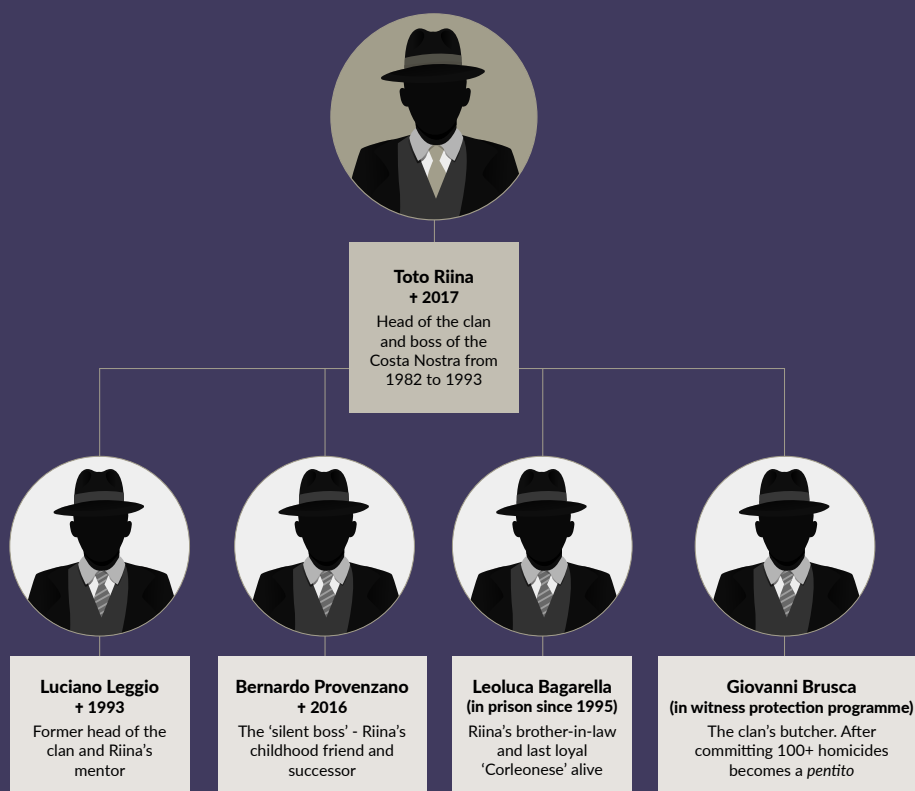 Toto Riina
✝ 2017
Head of the clan
and boss of the
Costa Nostra from
1982 to 1993
Luciano Leggio
✝ 1993
Former head of the
clan and Riina's
mentor
Bernardo Provenzano
✝ 2016
The ‘silent boss’ - Riina's
childhood friend and
successor
Leoluca Bagarella
(in prison since 1995)
Riina's brother-in-law
and last loyal
‘Corleonese’ alive
Giovanni Brusca
(in witness protection programme)
The clan's butcher. After
committing 100+ homicides
becomes a pentito